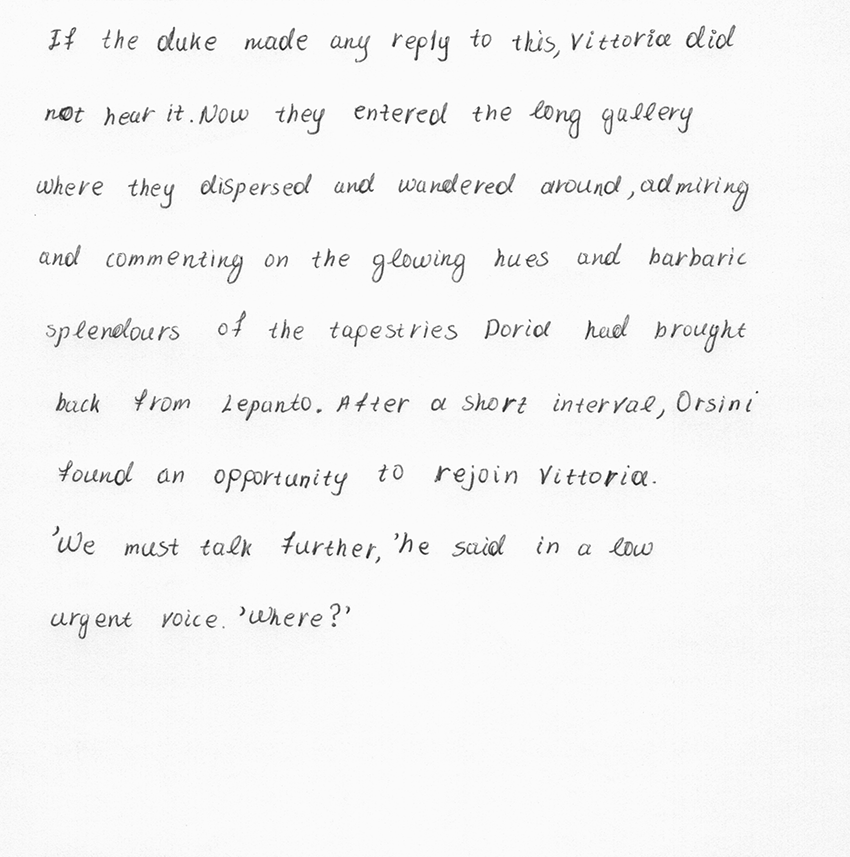 If the duke made any reply to this, Vittoria did
not hear it. Now they entered the long gallery
where they dispersed and wandered around, admiring
and commenting on the glowing hues and barbaric
splendours of the tapestries Doria had brought
back from Lepanto. After a short interval, Orsini
found an opportunity to rejoin Vittoria.
'We must talk further, 'he said in a low
urgent voice. 'Where?'